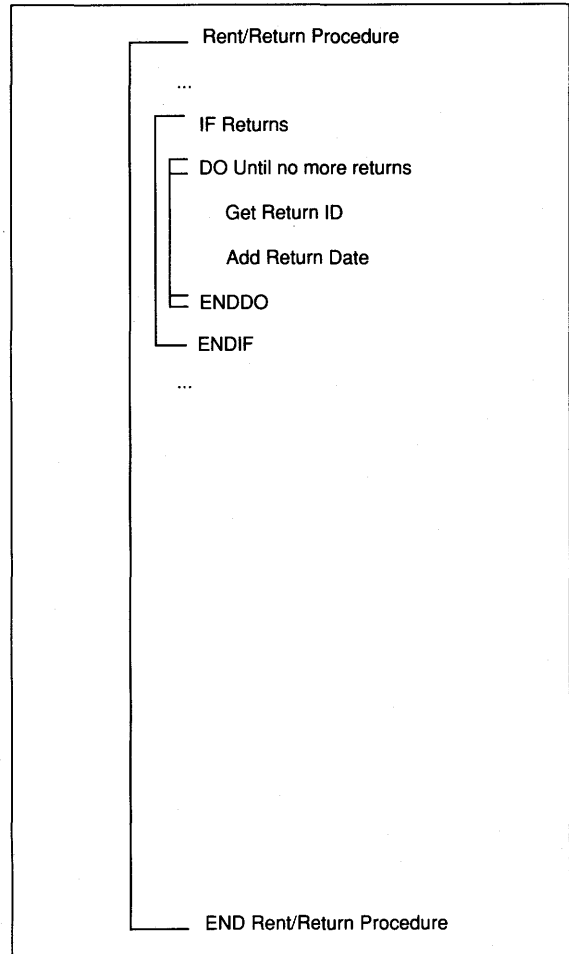 Rent/Return Procedure
...
IF Returns
DO Until no more returns
Get Return ID
Add Return Date
ENDDO
ENDIF
...
END Rent/Return Procedure